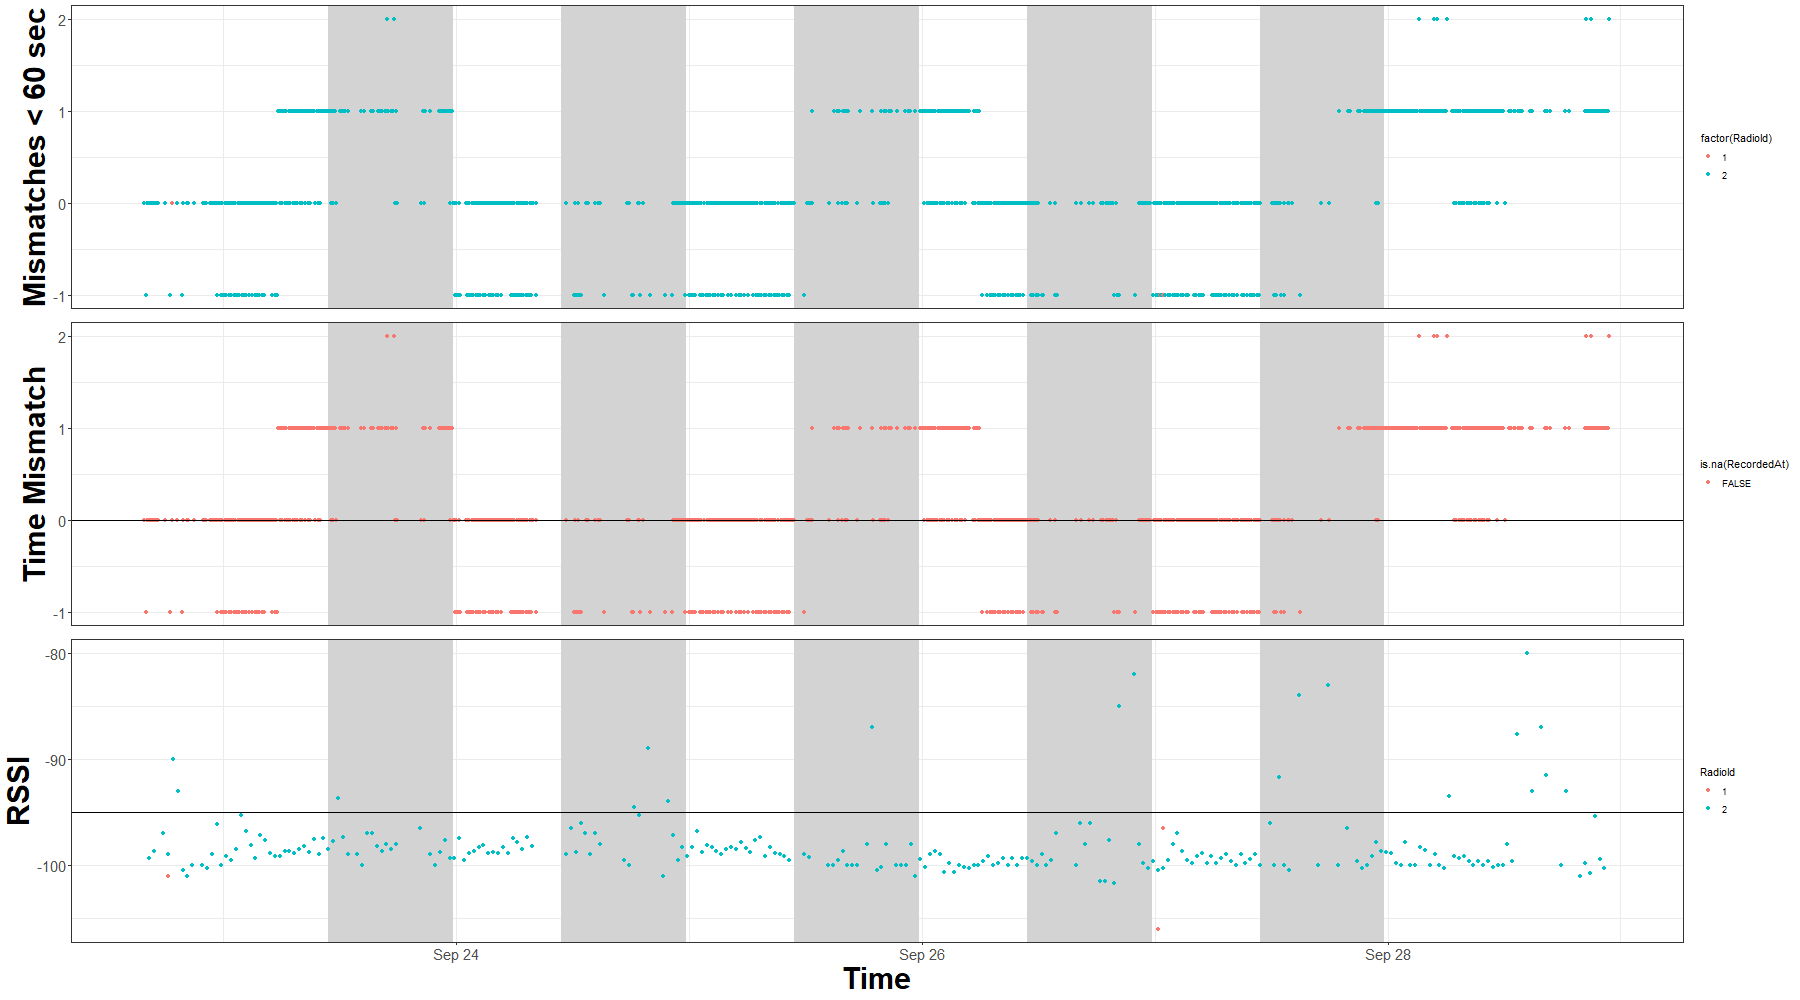 Mismatches < 60 sec
2
1
0
-1
factor(RadioId)
1
2
Time Mismatch
2
1
0
-1
is.na(RecordedAt)
FALSE
RSSI
-80
-90
-100
RadioId
1
2
Sep 24
Sep 26
Sep 28
Time